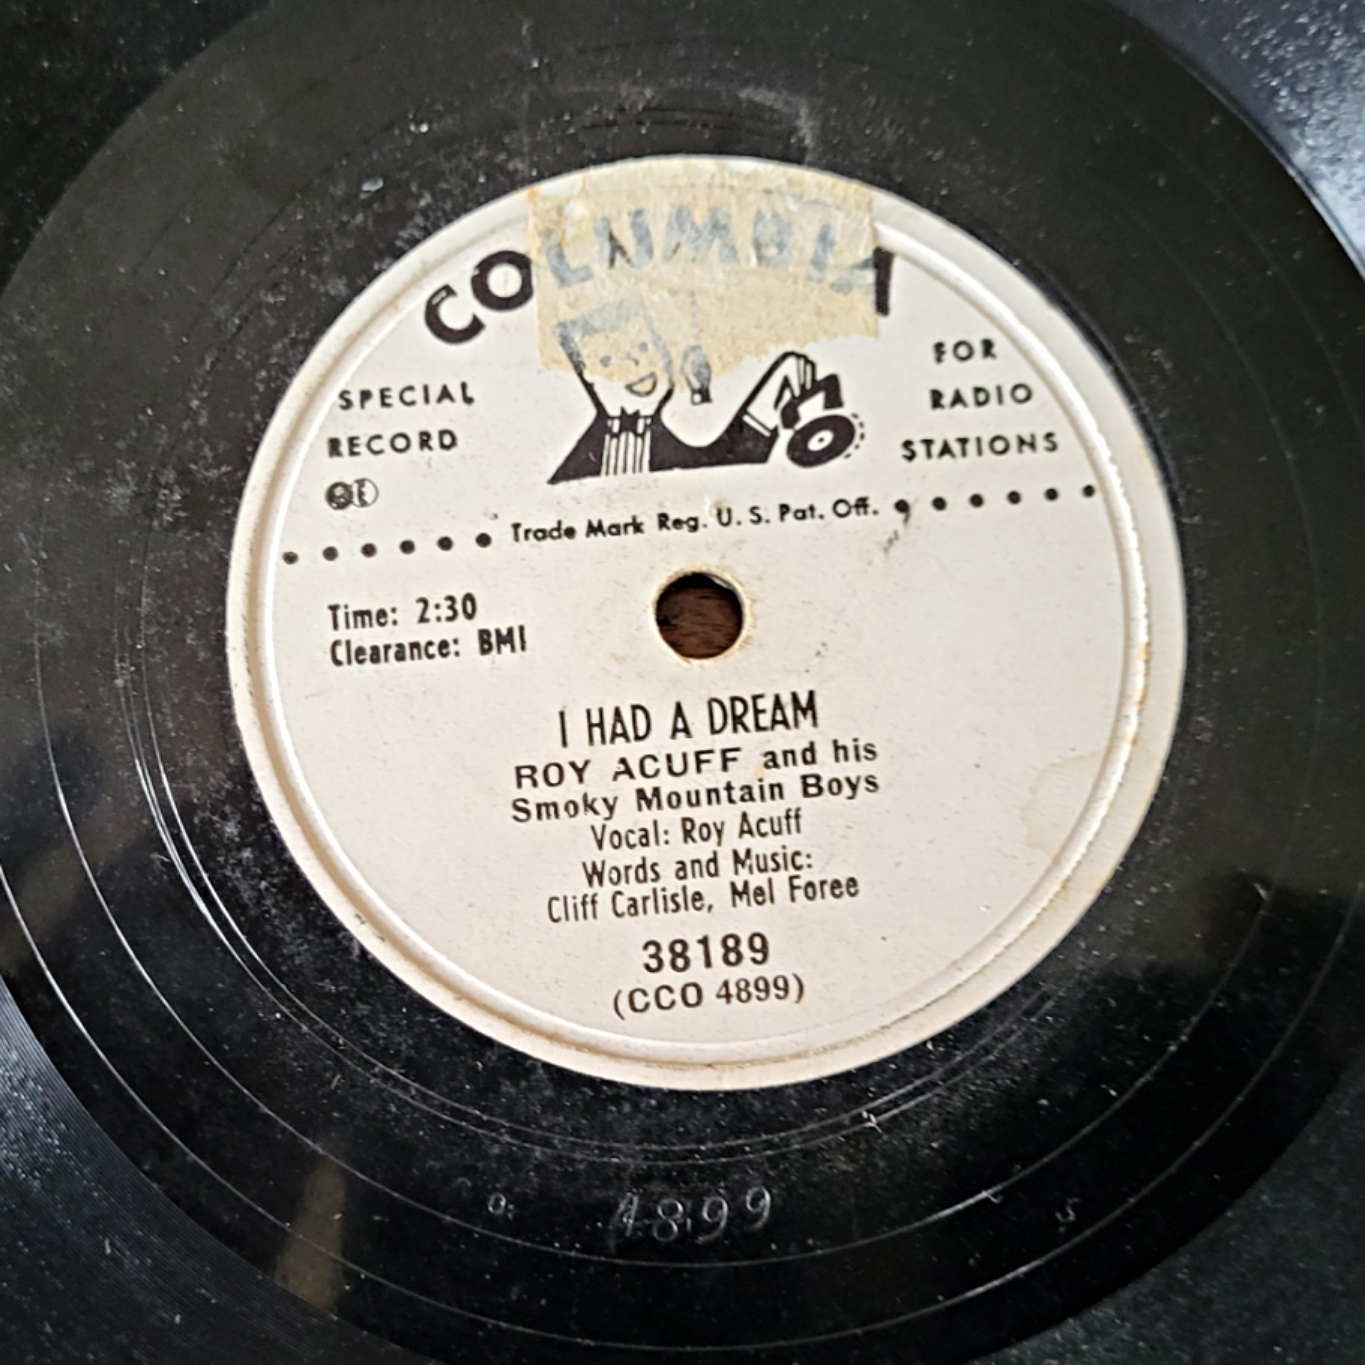 COLUMBIA
SPECIAL
RECORD
FOR
RADIO
STATIONS
Trade Mark Reg. U. S. Pat. Off.
Time: 2:30
Clearance: BMI
I HAD A DREAM
ROY ACUFF and his
Smoky Mountain Boys
Vocal: Roy Acuff
Words and Music:
Cliff Carlisle, Mel Foree
38189
(CCO 4899)
4899